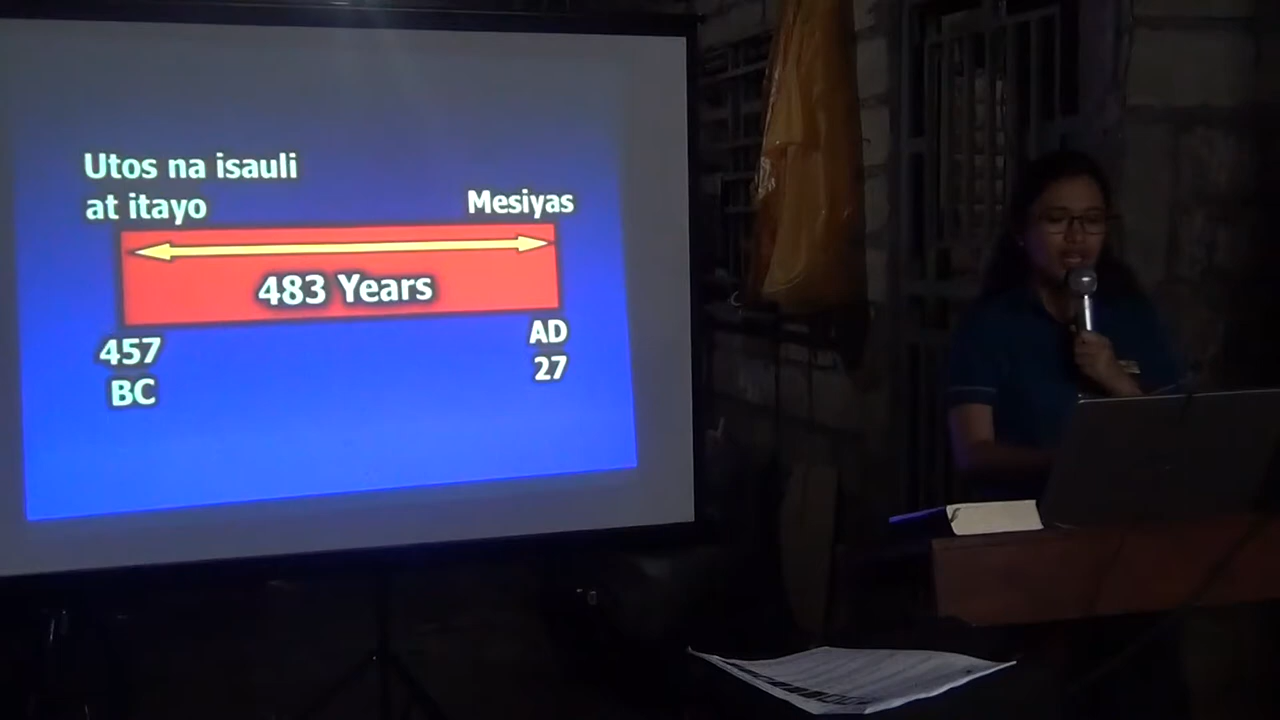 Utos na isauli
at itayo
Mesiyas
483 Years
457
BC
AD
27